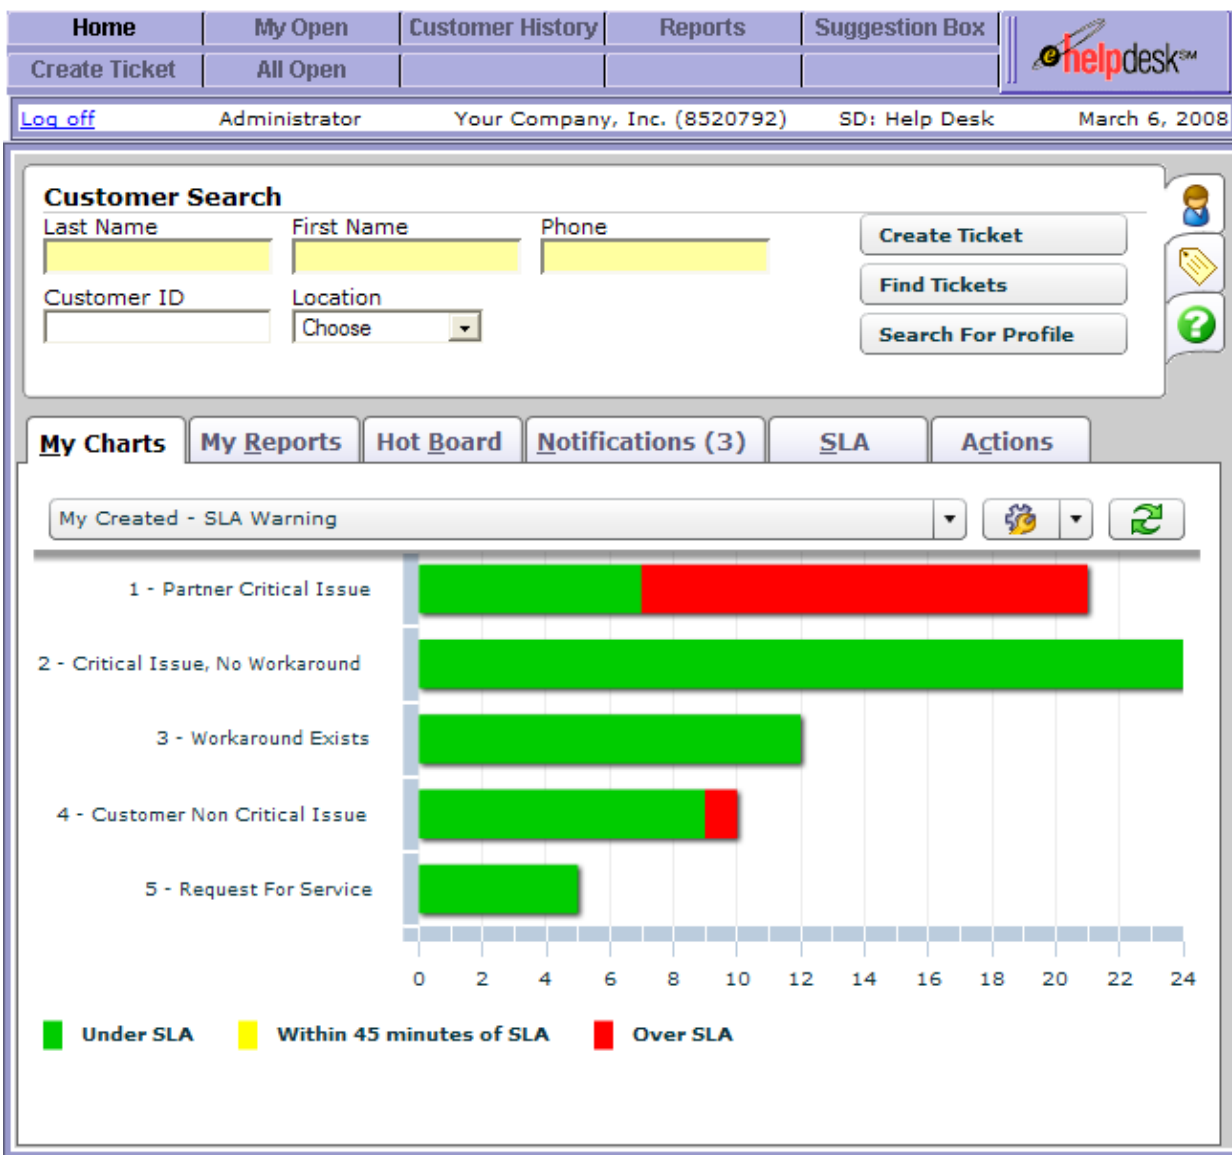 Home My Open Customer History Reports Suggestion Box
Create Ticket All Open
ehelpdesk SM
Log off Administrator Your Company, Inc. (8520792) SD: Help Desk March 6, 2008
Customer Search
Last Name First Name Phone
Create Ticket
Find Tickets
Customer ID Location
Choose
Search For Profile
My Charts My Reports Hot Board Notifications (3) SLA Actions
My Created - SLA Warning
1 - Partner Critical Issue
2 - Critical Issue, No Workaround
3 - Workaround Exists
4 - Customer Non Critical Issue
5 - Request For Service
0 2 4 6 8 10 12 14 16 18 20 22 24
Under SLA Within 45 minutes of SLA Over SLA